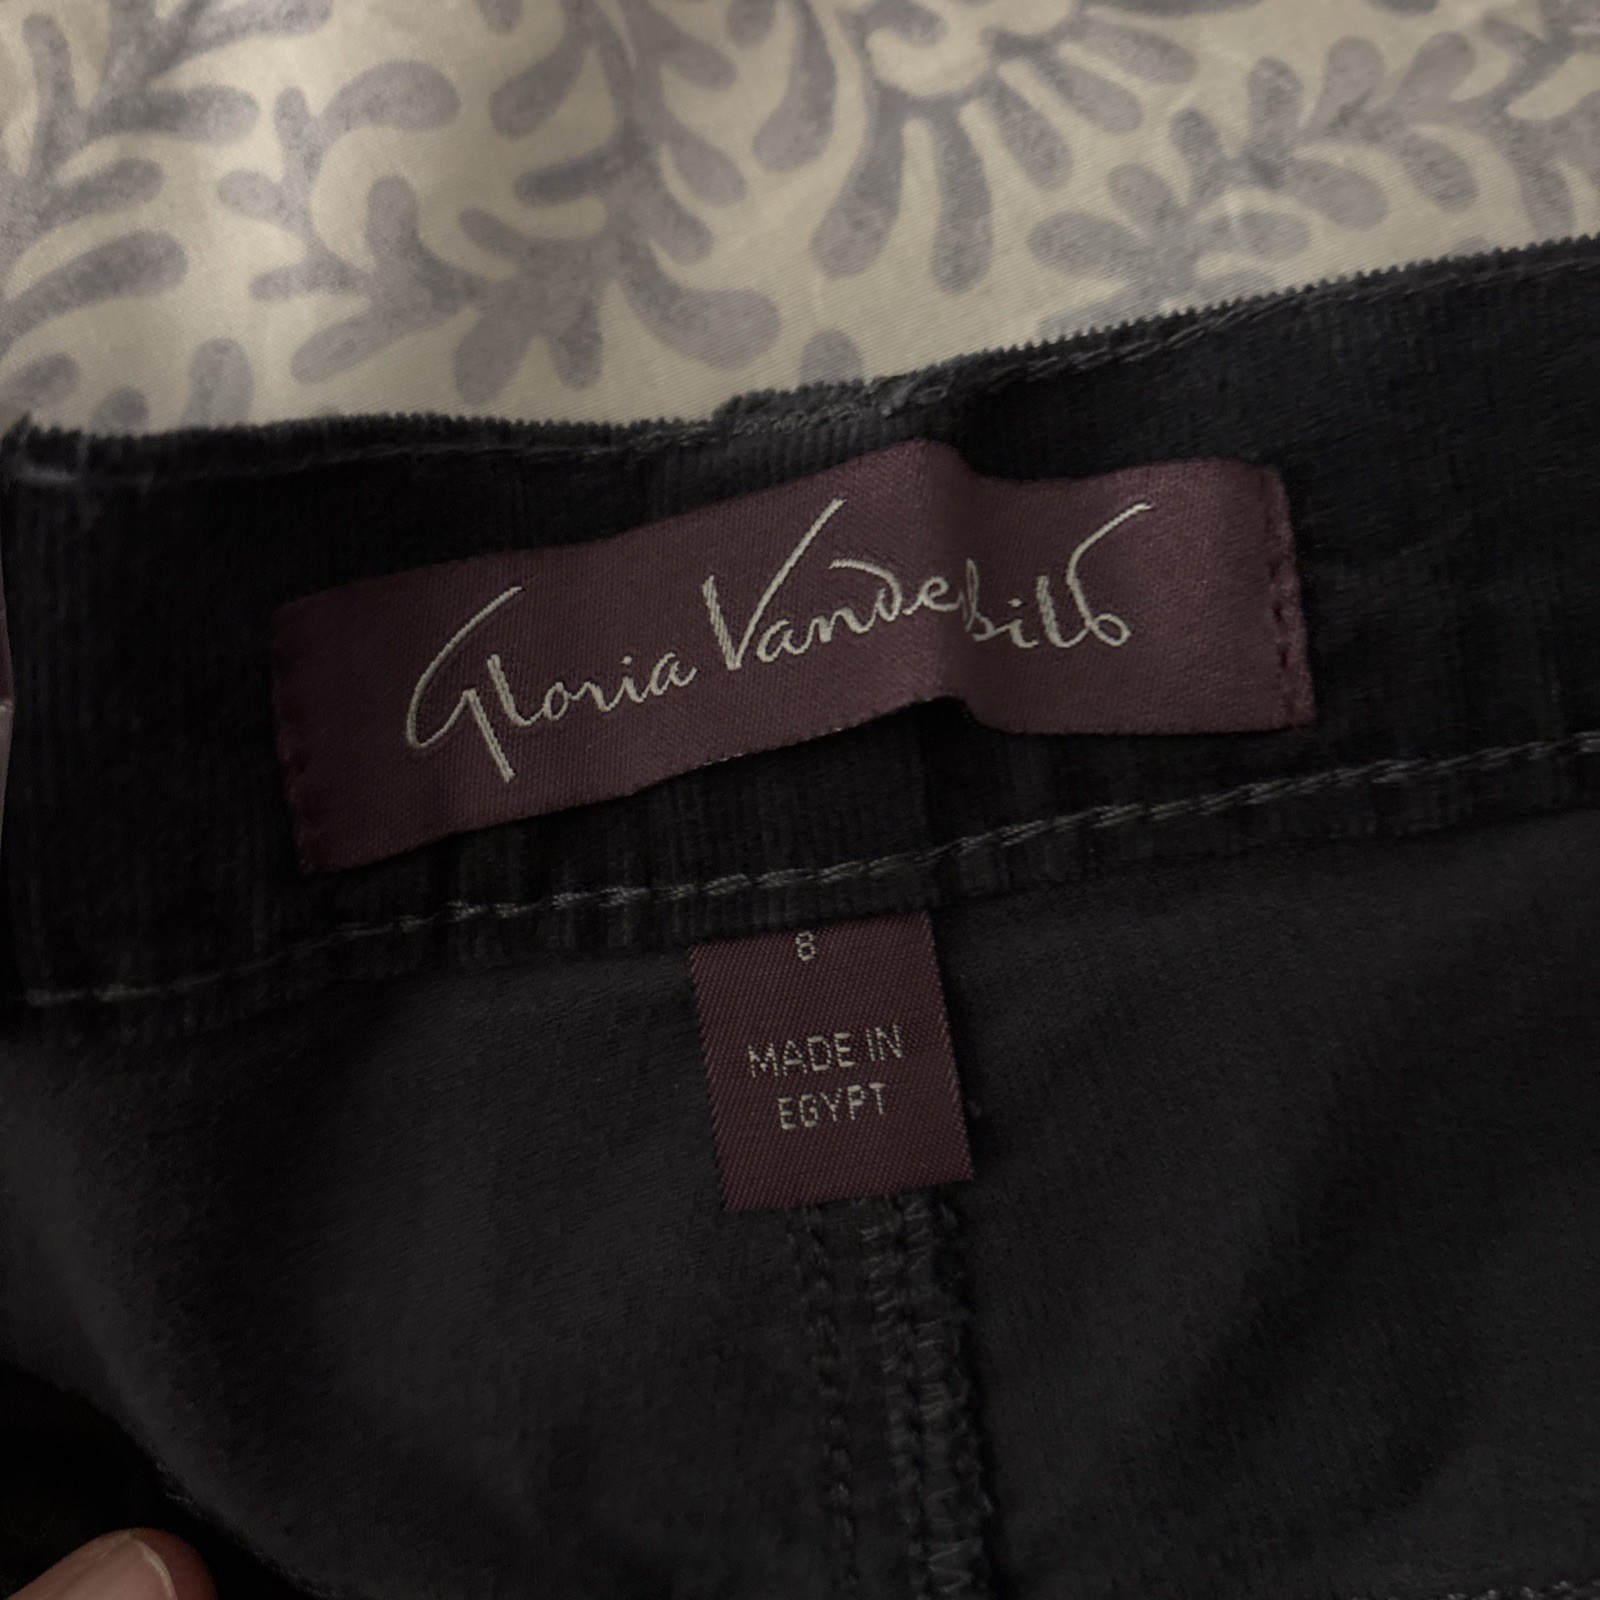 Gloria Vanderbilt
8
MADE IN
EGYPT